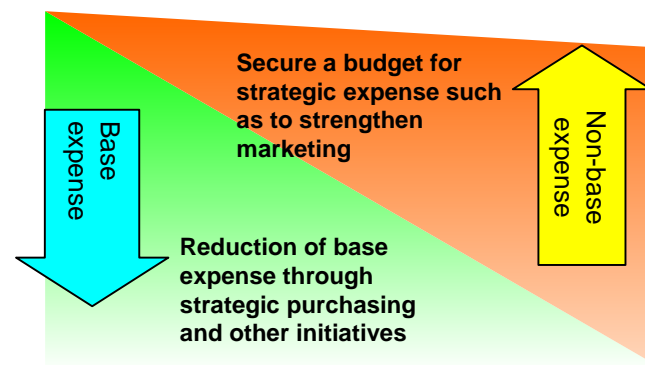 Secure a budget for
strategic expense such
as to strengthen
marketing
Base
expense
Non-base
expense
Reduction of base
expense through
strategic purchasing
and other initiatives